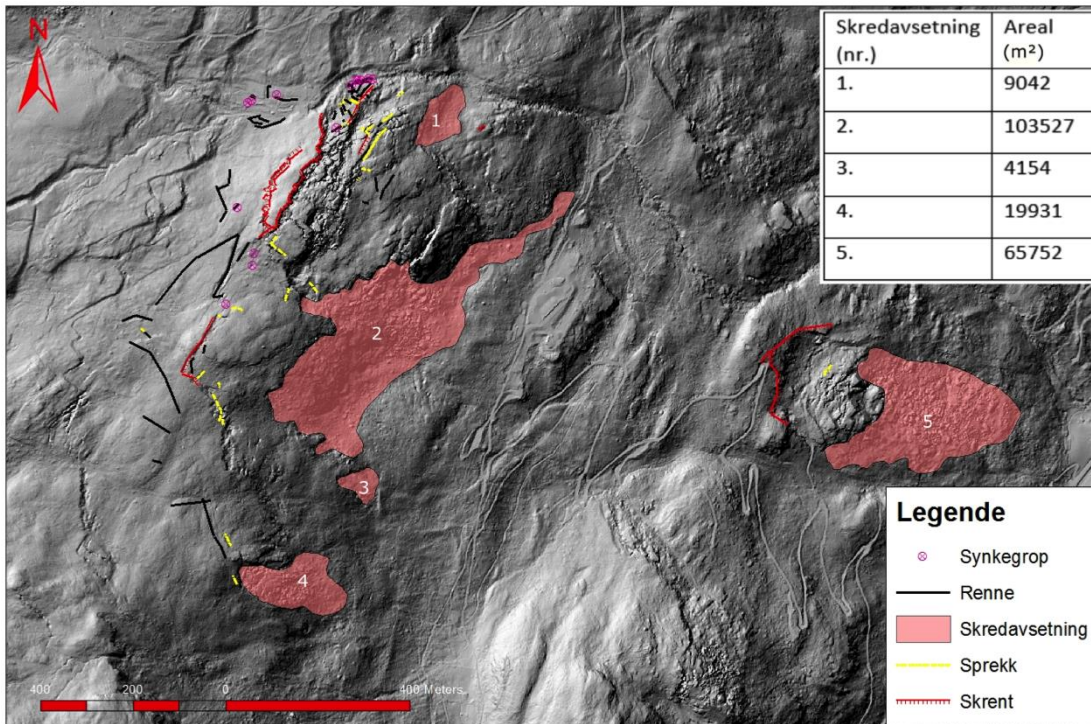 N
Skredavsetning Areal
(nr.) (m²)
1. 9042
2. 103527
3. 4154
4. 19931
5. 65752
1
2
3
4
5
Legende
Synkegrop
Renne
Skredavsetning
Sprekk
Skrent
400 200 0 400 Meters